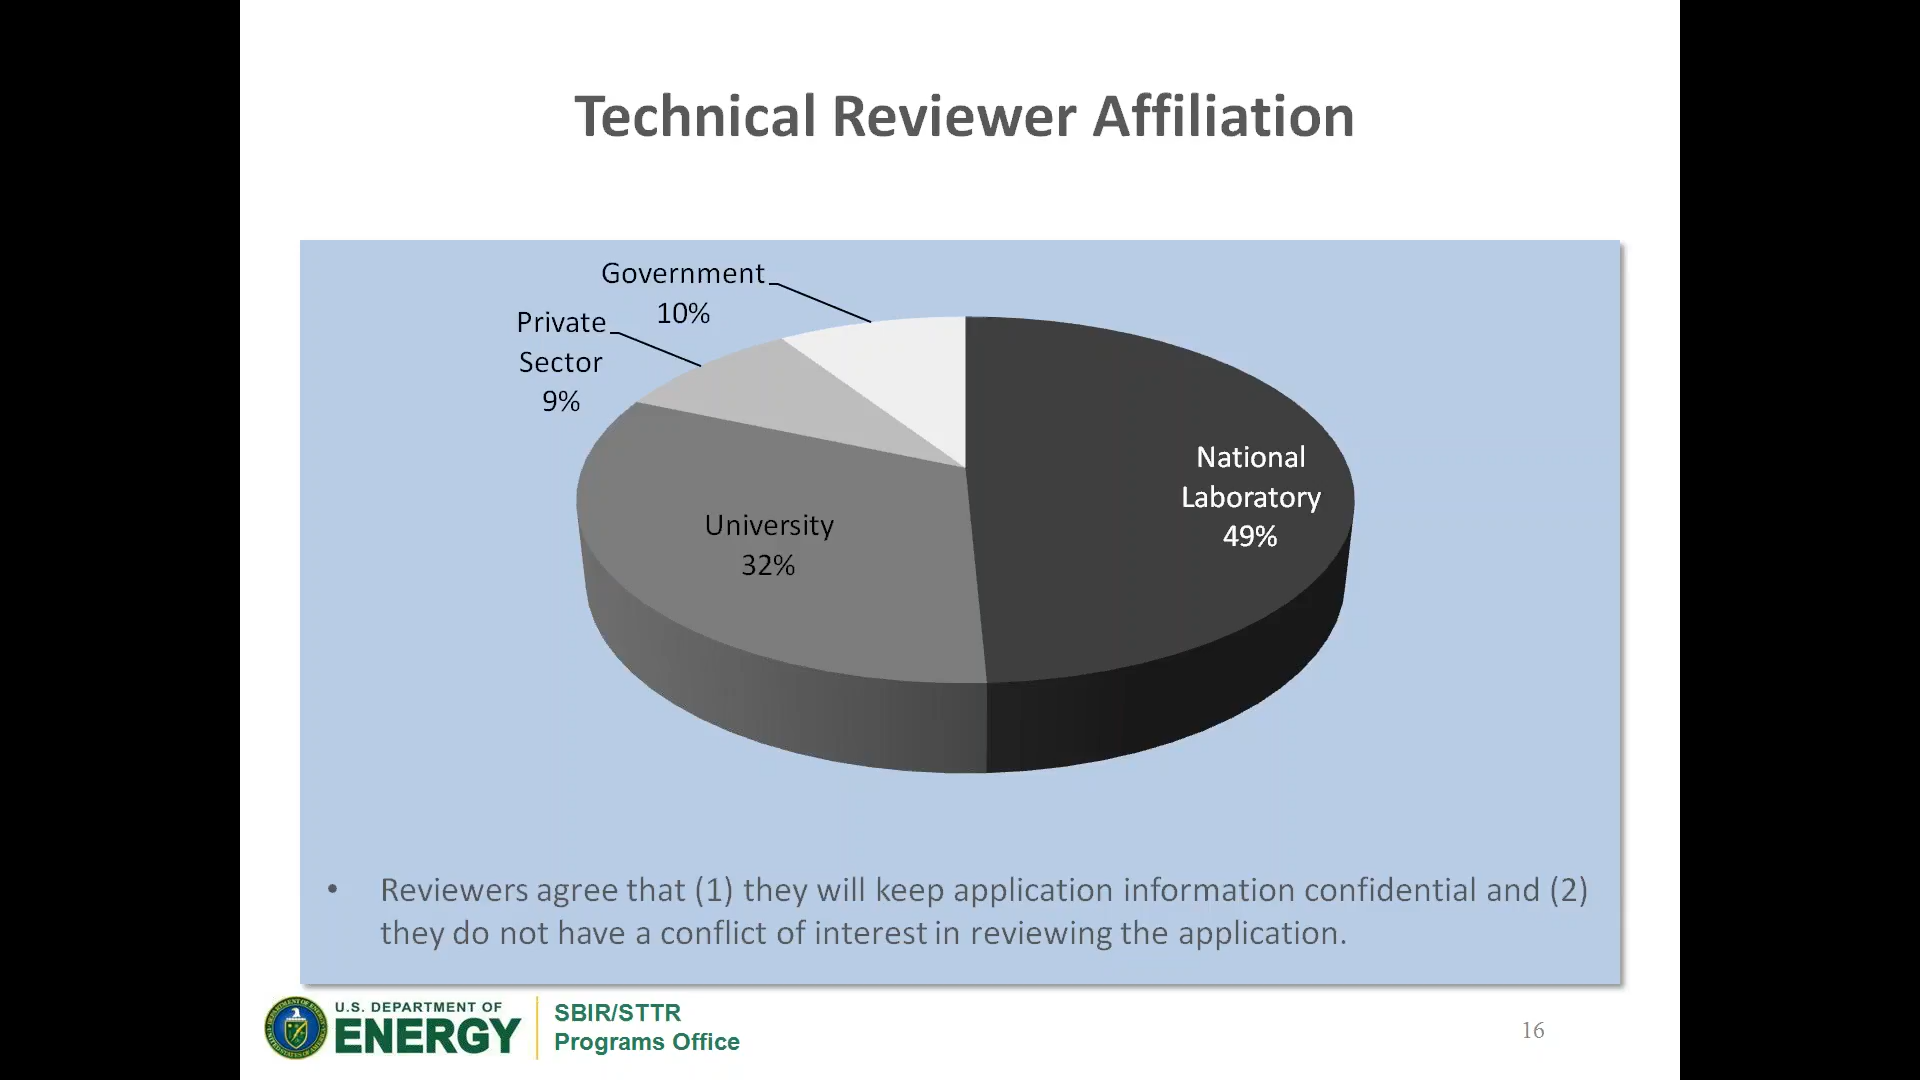 Technical Reviewer Affiliation
Government
10%
Private
Sector
9%
National
Laboratory
49%
University
32%
• Reviewers agree that (1) they will keep application information confidential and (2)
they do not have a conflict of interest in reviewing the application.
U.S. DEPARTMENT OF
ENERGY
SBIR/STTR
Programs Office
16